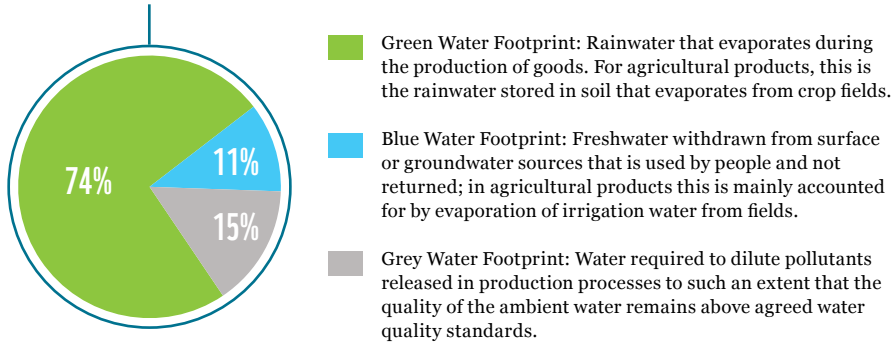 74%
11%
15%
Green Water Footprint: Rainwater that evaporates during
the production of goods. For agricultural products, this is
the rainwater stored in soil that evaporates from crop fields.
Blue Water Footprint: Freshwater withdrawn from surface
or groundwater sources that is used by people and not
returned; in agricultural products this is mainly accounted
for by evaporation of irrigation water from fields.
Grey Water Footprint: Water required to dilute pollutants
released in production processes to such an extent that the
quality of the ambient water remains above agreed water
quality standards.